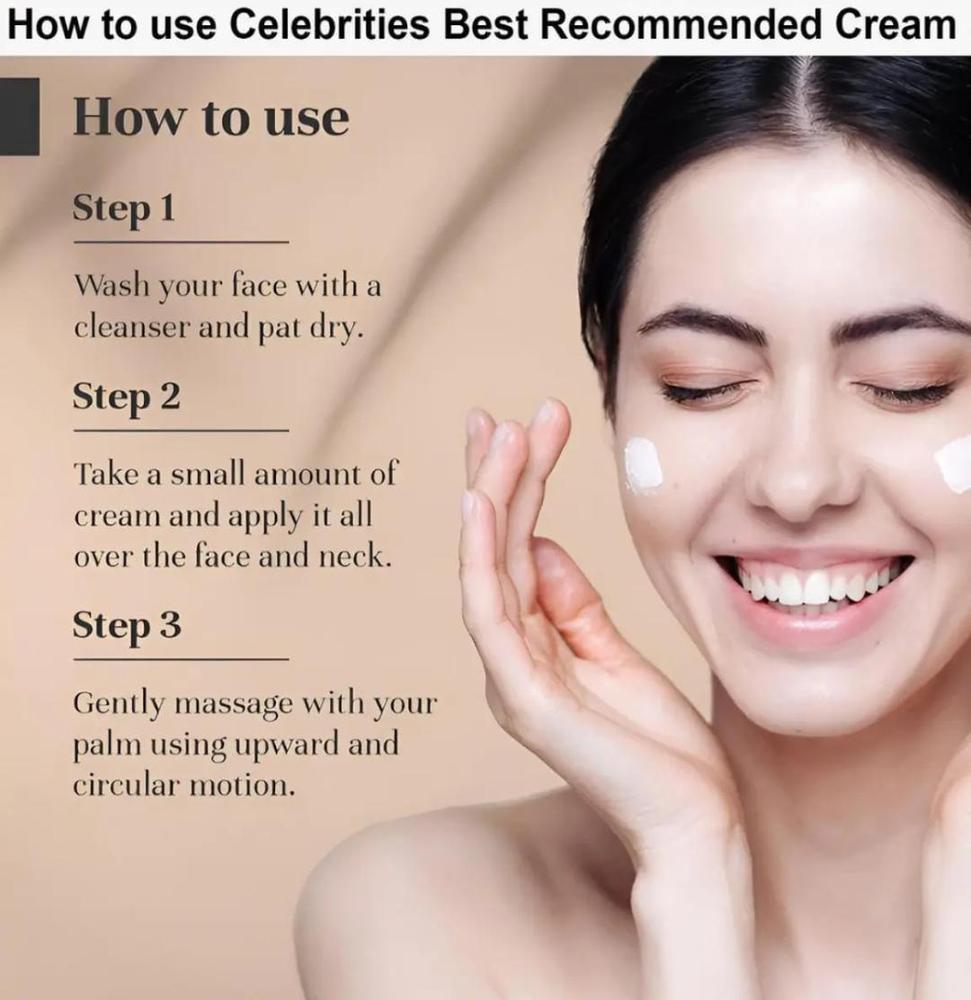 How to use Celebrities Best Recommended Cream
How to use
Step 1
Wash your face with a
cleanser and pat dry.
Step 2
Take a small amount of
cream and apply it all
over the face and neck.
Step 3
Gently massage with your
palm using upward and
circular motion.